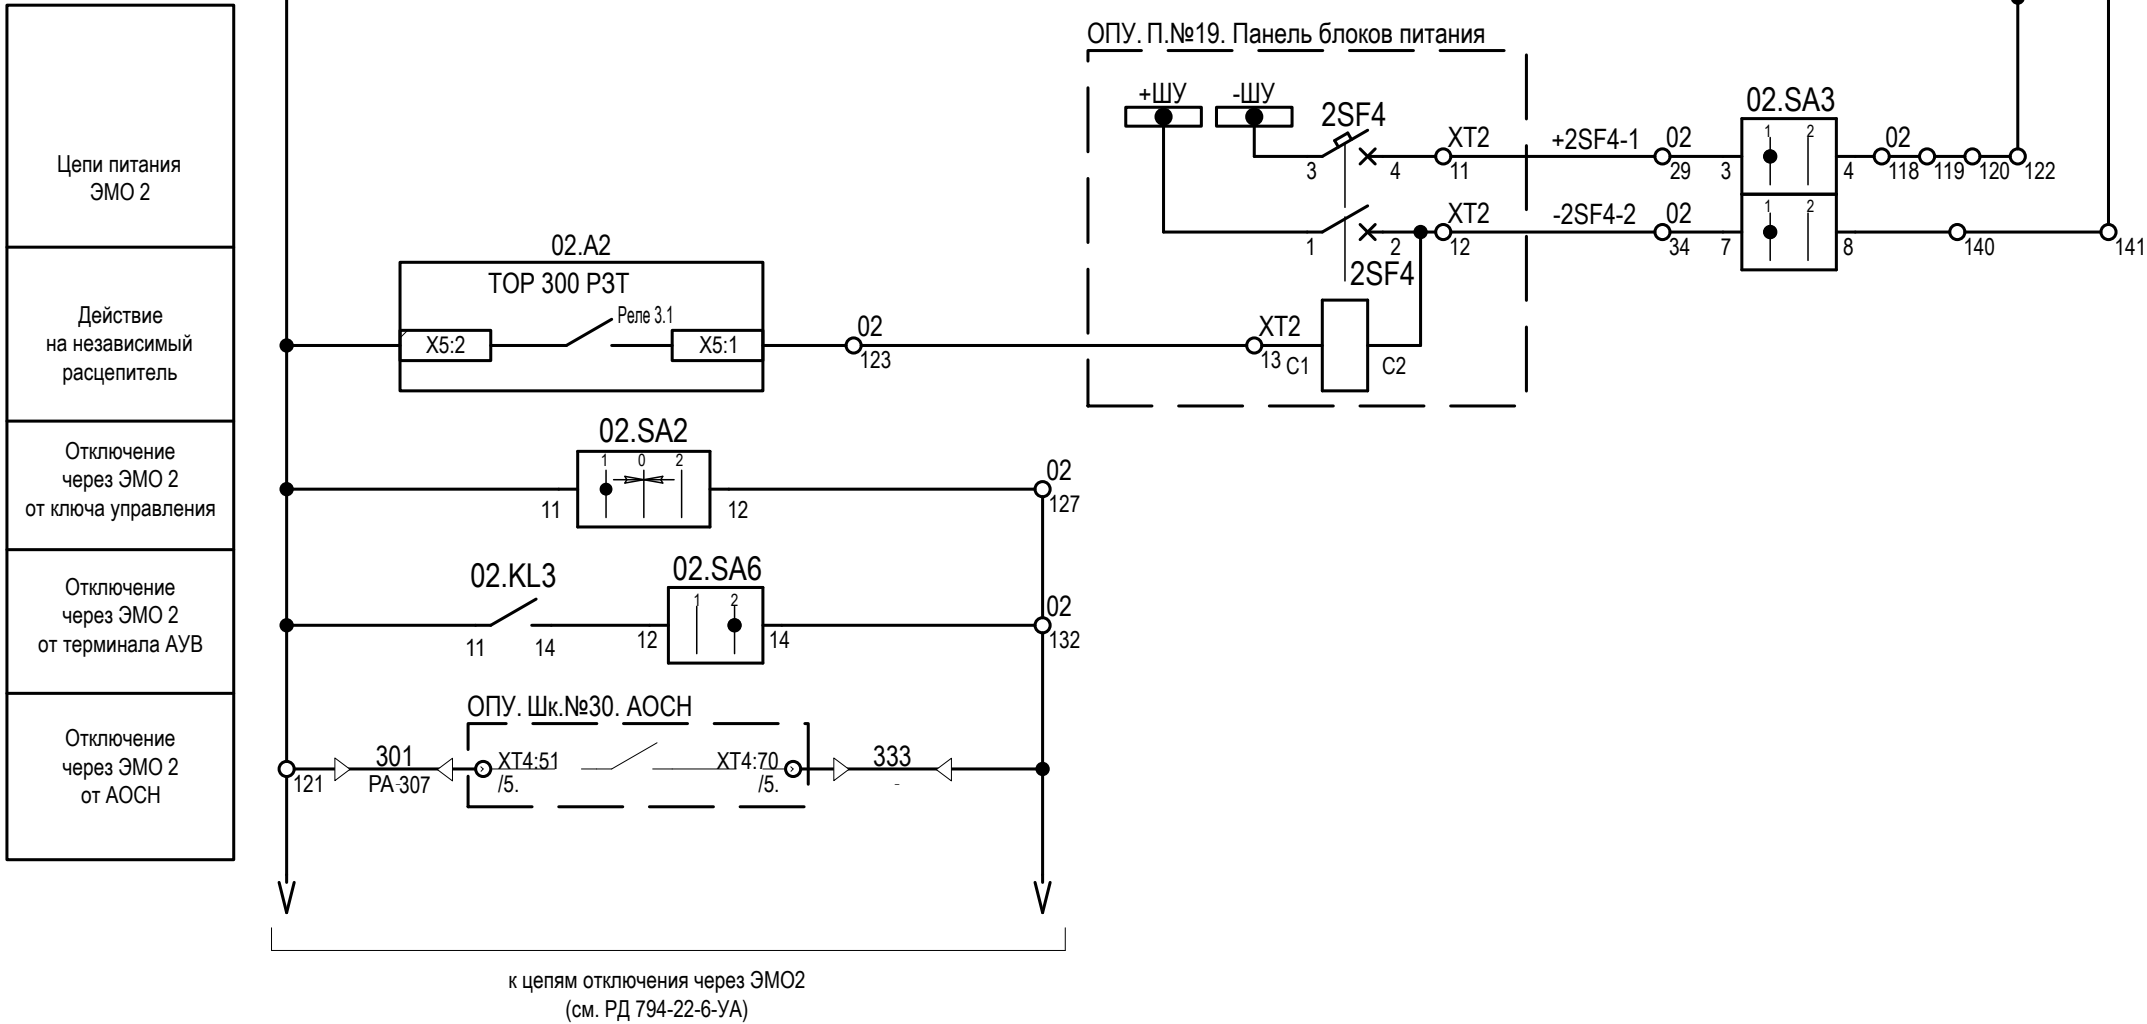 ОПУ. П.№19. Панель блоков питания
+ШУ
-ШУ
2SF4
02.SA3
1 2
3 4
XT2
11
+2SF4-1
02
29
3
4
02
118
119
120
122
Цепи питания
ЭМО 2
1 2
1
2
XT2
12
-2SF4-2
02
34
7
8
140
141
2SF4
02.A2
ТОР 300 РЗТ
Реле 3.1
X5:2
X5:1
02
123
XT2
13
C1
C2
Действие
на независимый
расцепитель
02.SA2
1 0 2
11
12
02
127
Отключение
через ЭМО 2
от ключа управления
02.KL3
11
14
02.SA6
1 2
12
14
02
132
Отключение
через ЭМО 2
от терминала АУВ
ОПУ. Шк.№30. АОСН
121
301
РА-307
XT4:51
/5.
XT4:70
/5.
333
-
Отключение
через ЭМО 2
от АОСН
к цепям отключения через ЭМО2
(см. РД 794-22-6-УА)